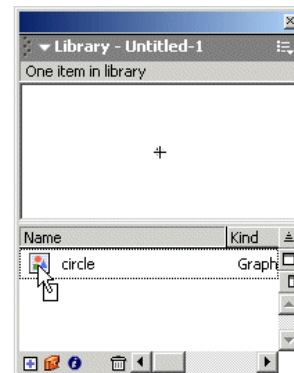 Library - Untitled-1
One item in library
Name Kind
circle Graph